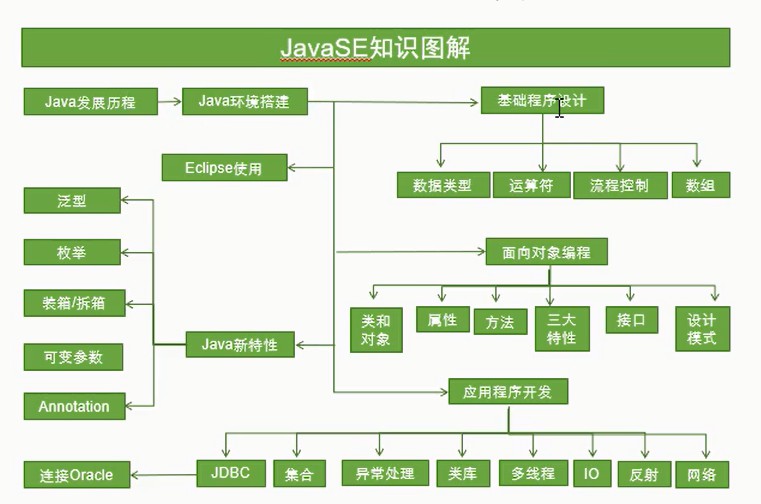 JavaSE知识图解
Java发展历程
Java环境搭建
基础程序设计
Eclipse使用
数据类型
运算符
流程控制
数组
泛型
枚举
装箱/拆箱
可变参数
Annotation
Java新特性
面向对象编程
类和
对象
属性
方法
三大
特性
接口
设计
模式
应用程序开发
连接Oracle
JDBC
集合
异常处理
类库
多线程
IO
反射
网络